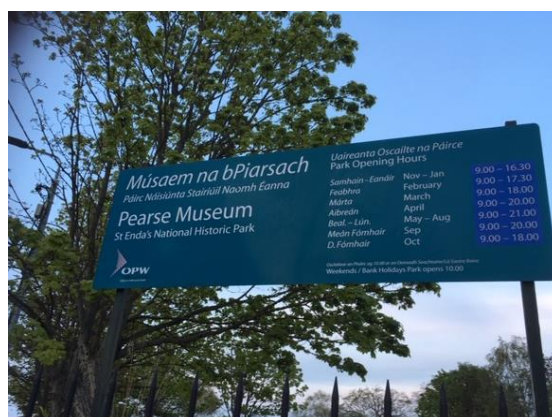 Músaem na bPiarsach
Páirc Náisiúnta Stairiúil Naomh Éanna
Pearse Museum
St Enda's National Historic Park
OPW
Uaireanta Oscailte na Páirce
Park Opening Hours
Samhain – Eanáir Nov – Jan 9.00 – 16.30
Feabhra February 9.00 – 17.30
Márta March 9.00 – 18.00
Aibreán April 9.00 – 20.00
Beal. – Lún. May – Aug 9.00 – 21.00
Meán Fómhair Sep 9.00 – 20.00
D.Fómhair Oct 9.00 – 18.00
Weekends / Bank Holidays Park opens 10.00